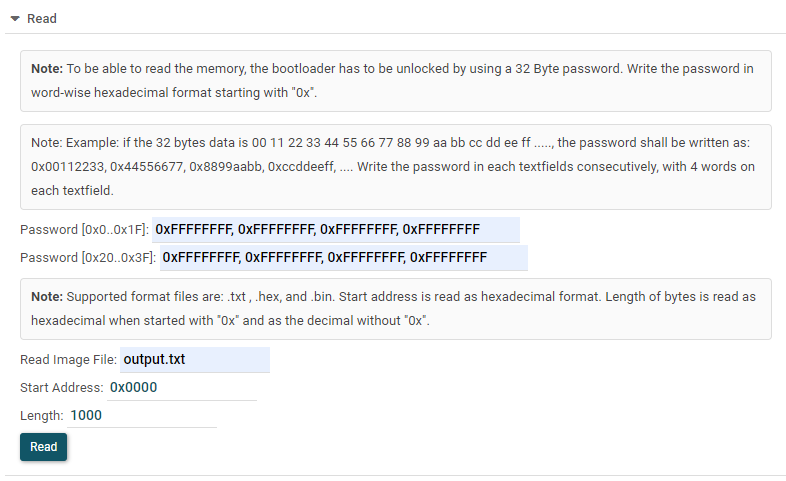 Read
Note: To be able to read the memory, the bootloader has to be unlocked by using a 32 Byte password. Write the password in
word-wise hexadecimal format starting with "0x".
Note: Example: if the 32 bytes data is 00 11 22 33 44 55 66 77 88 99 aa bb cc dd ee ff ....., the password shall be written as:
0x00112233, 0x44556677, 0x8899aabb, 0xccddeeff, .... Write the password in each textfields consecutively, with 4 words on
each textfield.
Password [0x0..0x1F]: 0xFFFFFFFF, 0xFFFFFFFF, 0xFFFFFFFF, 0xFFFFFFFF
Password [0x20..0x3F]: 0xFFFFFFFF, 0xFFFFFFFF, 0xFFFFFFFF, 0xFFFFFFFF
Note: Supported format files are: .txt , .hex, and .bin. Start address is read as hexadecimal format. Length of bytes is read as
hexadecimal when started with "0x" and as the decimal without "0x".
Read Image File: output.txt
Start Address: 0x0000
Length: 1000
Read